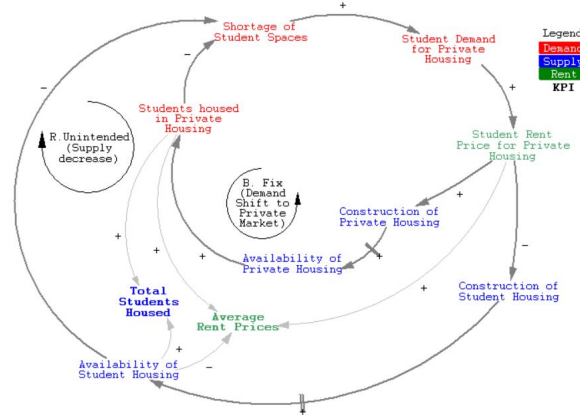 Shortage of
Student Spaces
+
Student Demand
for Private
Housing
Legend
Demand
Supply
Rent
KPI
-
-
+
Students housed
in Private
Housing
R.Unintended
(Supply
decrease)
Student Rent
Price for Private
Housing
B. Fix
(Demand
Shift to
Private
Market)
+
Construction of
Private Housing
-
+
+
+
+
Availability of
Private Housing
Construction of
Student Housing
+
Total
Students
Housed
Average
Rent Prices
+
-
Availability of
Student Housing
+